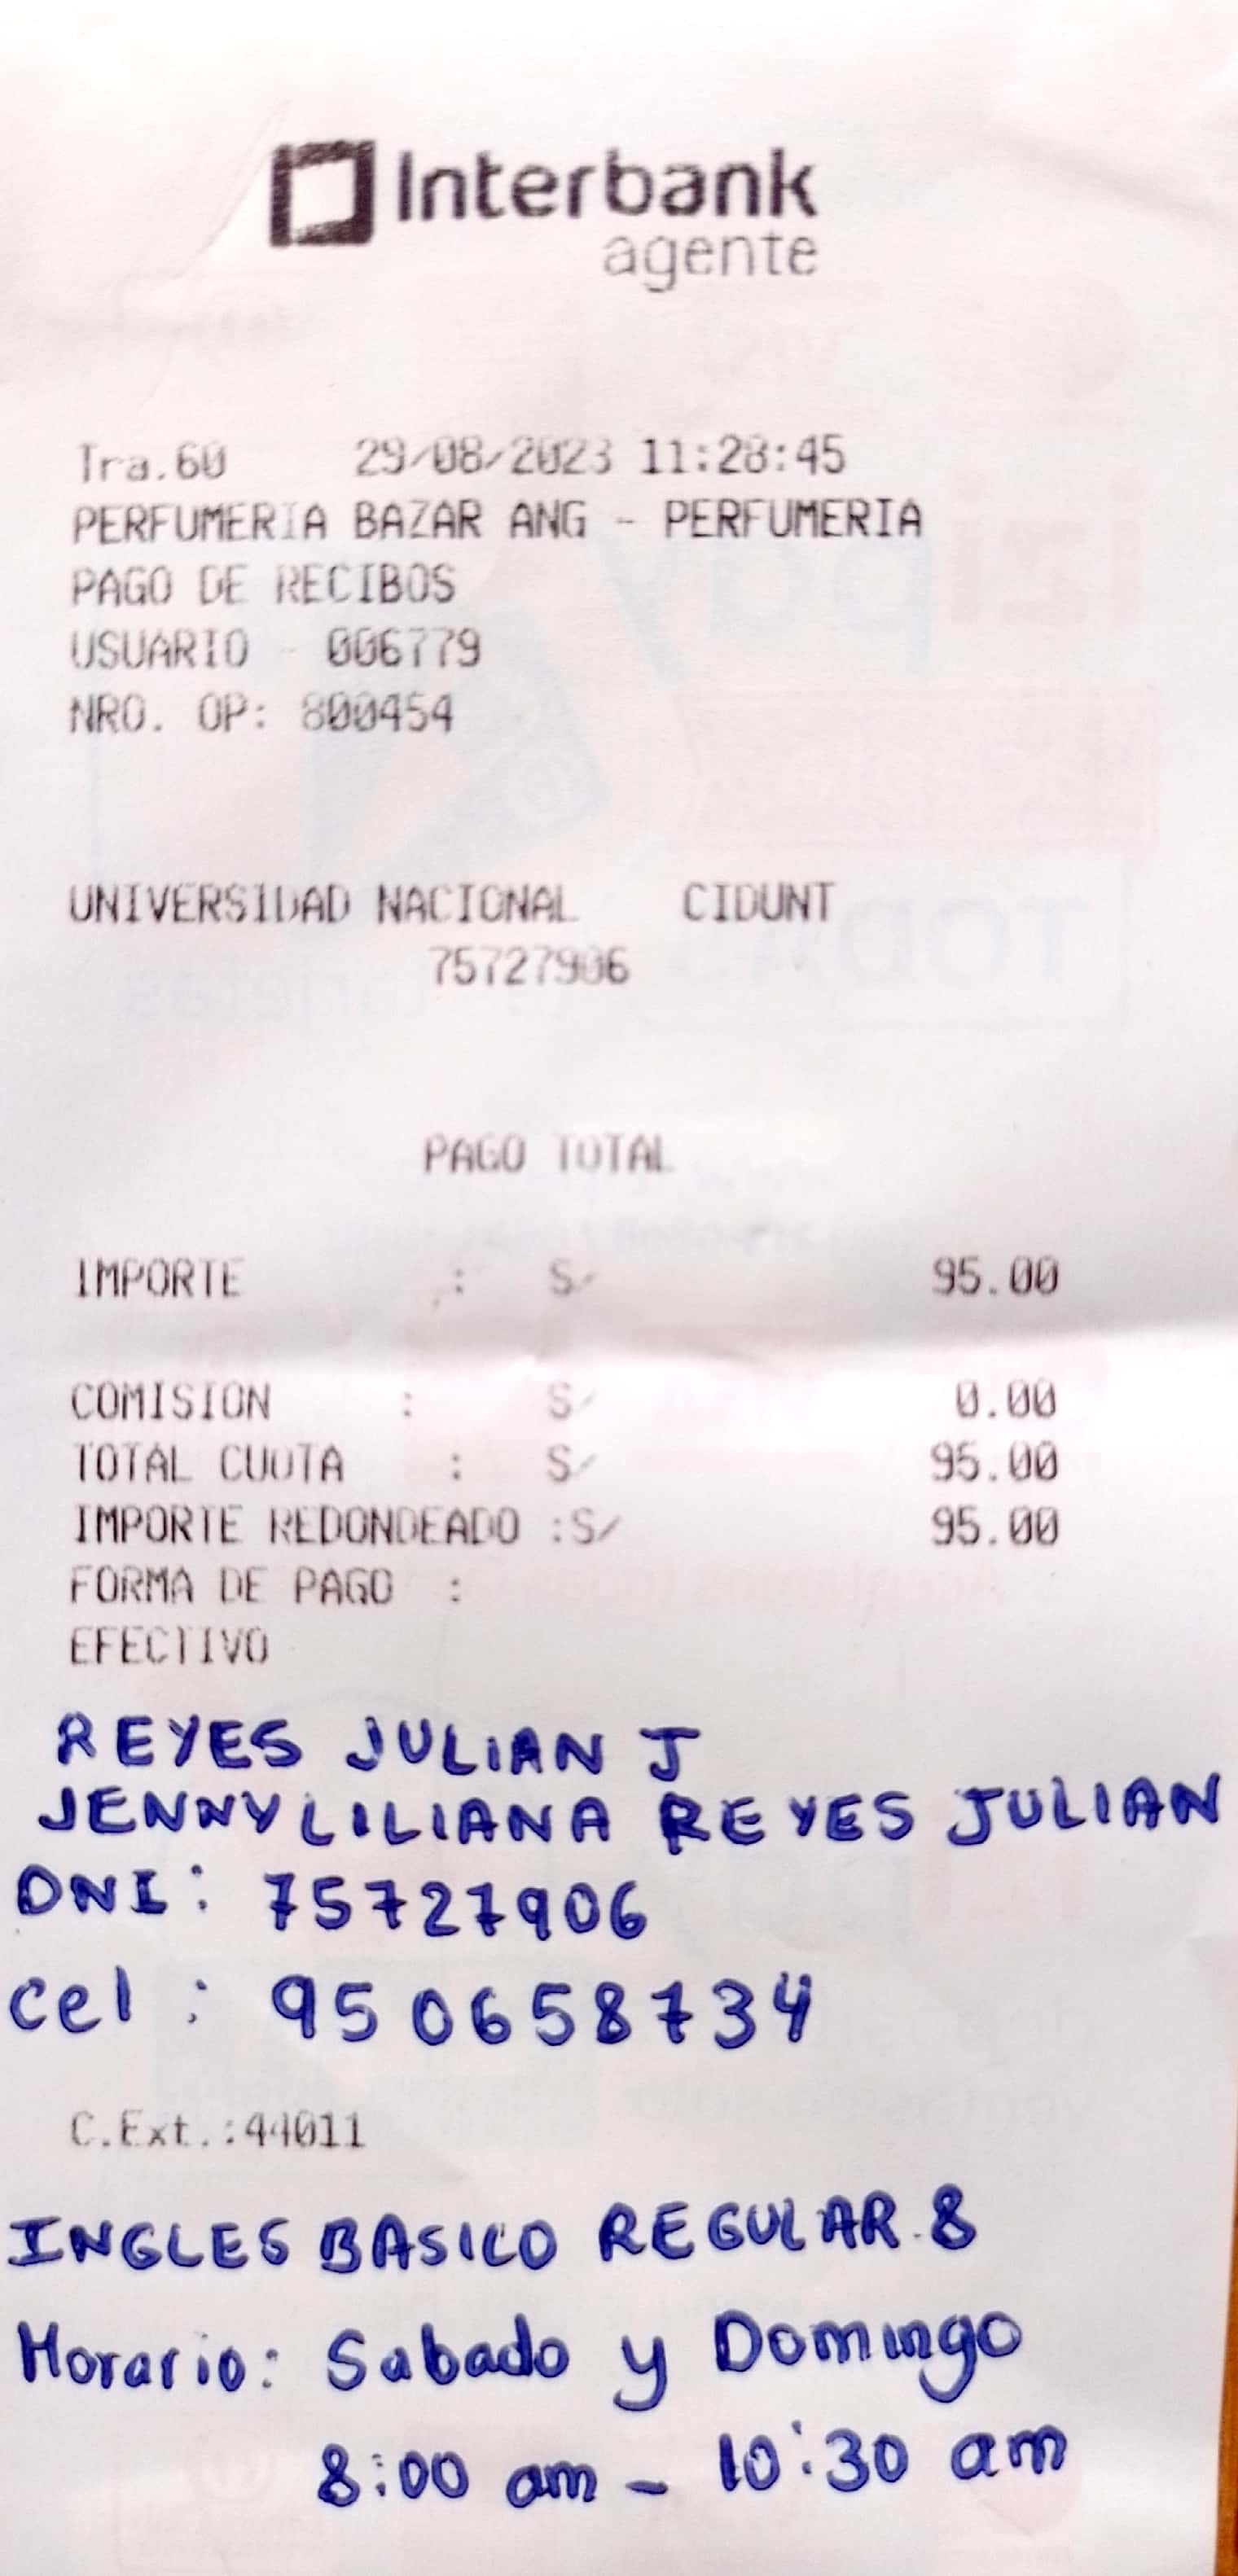 Interbank
agente
Tra.60 29/08/2023 11:28:45
PERFUMERIA BAZAR ANG - PERFUMERIA
PAGO DE RECIBOS
USUARIO - 006779
NRO. OP: 800454
UNIVERSIDAD NACIONAL CIDUNT
75727906
PAGO TOTAL
IMPORTE : S/ 95.00
COMISION : S/ 0.00
TOTAL CUOTA : S/ 95.00
IMPORTE REDONDEADO :S/ 95.00
FORMA DE PAGO :
EFECTIVO
REYES JULIAN J
JENNY LILIANA REYES JULIAN
DNI: 75727906
cel : 950658734
C.Ext.:44011
INGLES BASICO REGULAR 8
Horario: Sabado y Domingo
8:00 am - 10:30 am